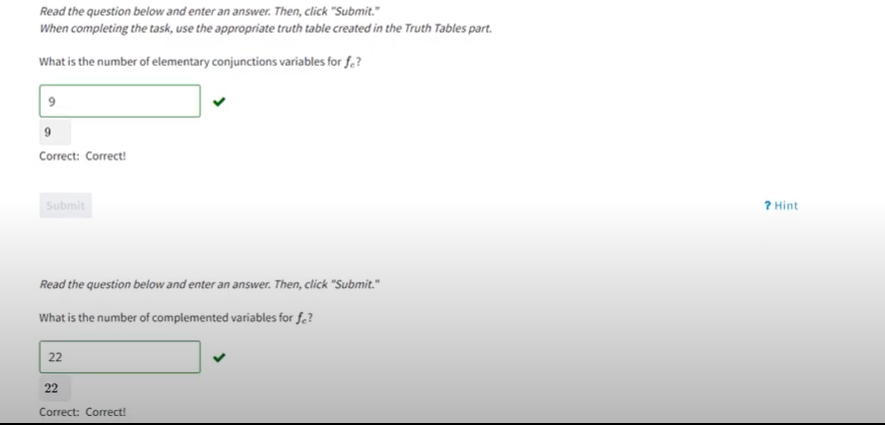 Read the question below and enter an answer. Then, click "Submit."
When completing the task, use the appropriate truth table created in the Truth Tables part.
What is the number of elementary conjunctions variables for fe?
9
9
Correct: Correct!
Submit
? Hint
Read the question below and enter an answer. Then, click "Submit."
What is the number of complemented variables for fe?
22
22
Correct: Correct!